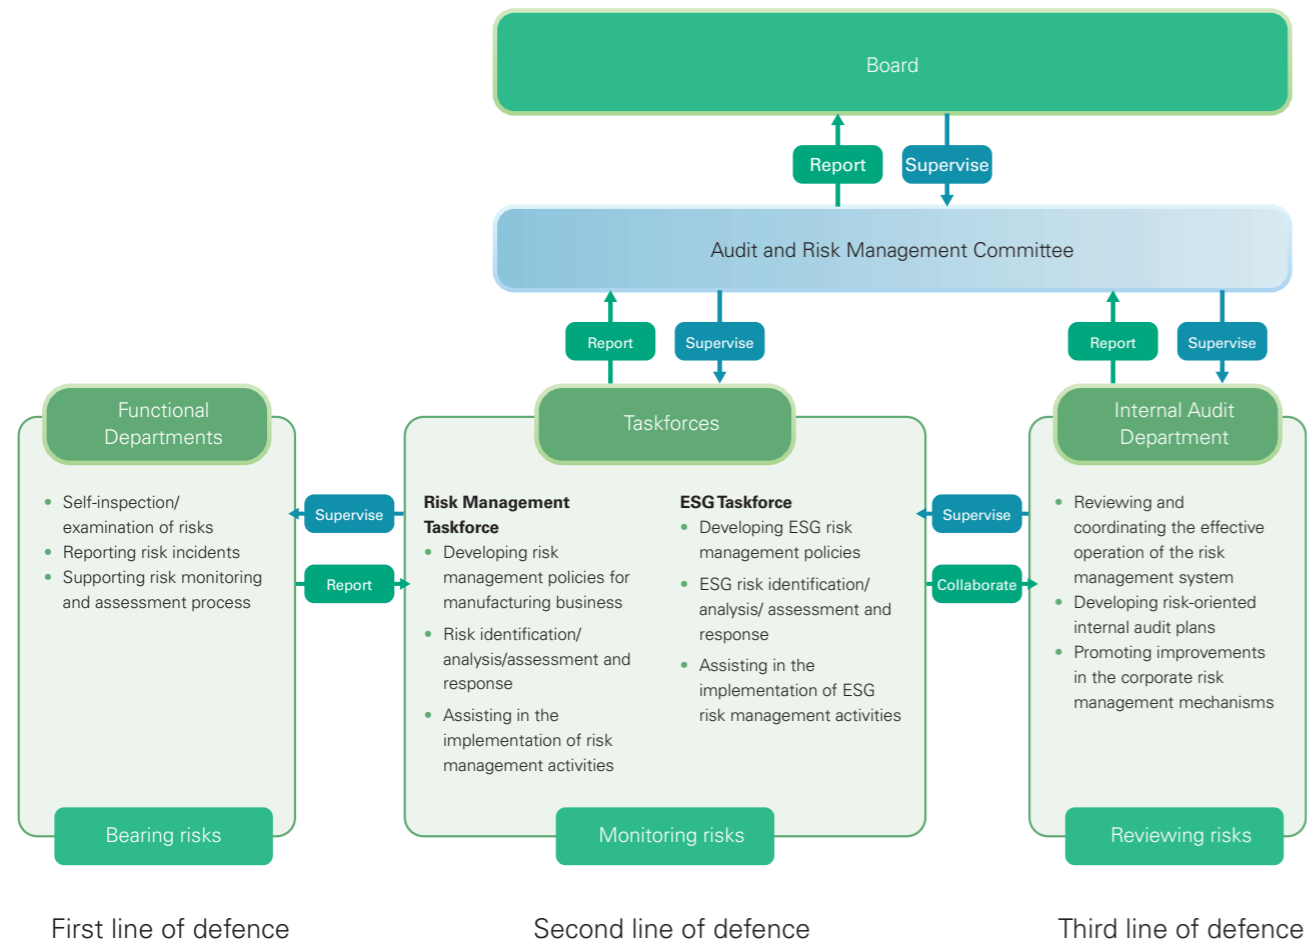 Board
Report
Supervise
Audit and Risk Management Committee
Report
Supervise
Report
Supervise
Functional
Departments
• Self-inspection/
examination of risks
• Reporting risk incidents
• Supporting risk monitoring
and assessment process
Bearing risks
Supervise
Report
Taskforces
Risk Management
Taskforce
• Developing risk
management policies for
manufacturing business
• Risk identification/
analysis/assessment and
response
• Assisting in the
implementation of risk
management activities
ESG Taskforce
• Developing ESG risk
management policies
• ESG risk identification/
analysis/ assessment and
response
• Assisting in the
implementation of ESG
risk management activities
Monitoring risks
Supervise
Collaborate
Internal Audit
Department
• Reviewing and
coordinating the effective
operation of the risk
management system
• Developing risk-oriented
internal audit plans
• Promoting improvements
in the corporate risk
management mechanisms
Reviewing risks
First line of defence
Second line of defence
Third line of defence